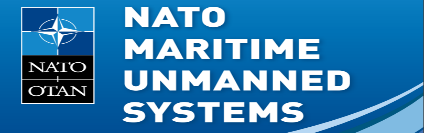 NATO
OTAN
NATO
MARITIME
UNMANNED
SYSTEMS